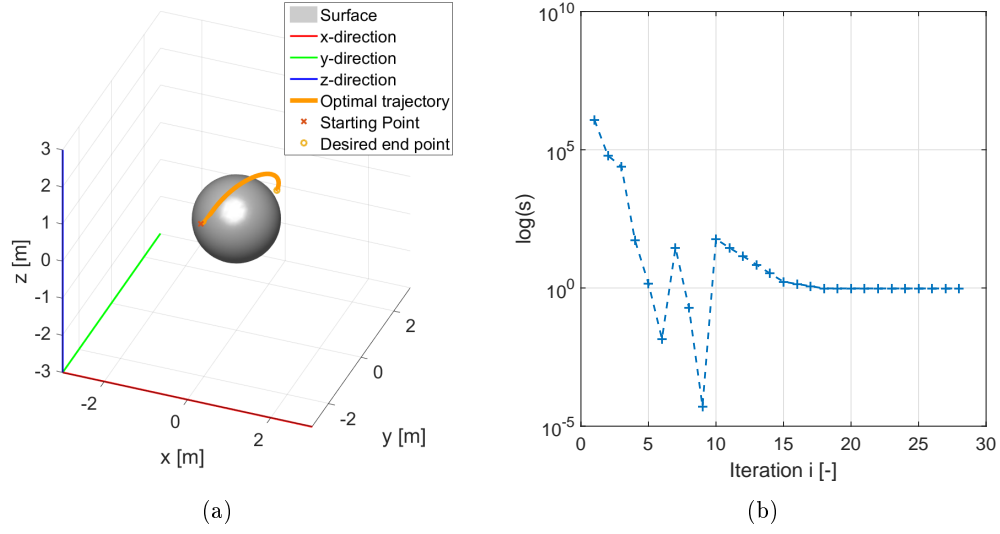 Surface
x-direction
y-direction
z-direction
Optimal trajectory
Starting Point
Desired end point
3
2
1
0
-1
-2
-3
z [m]
-2
0
2
x [m]
-2
0
2
y [m]
(a)
10^10
10^5
10^0
10^-5
log(s)
0 5 10 15 20 25 30
Iteration i [-]
(b)